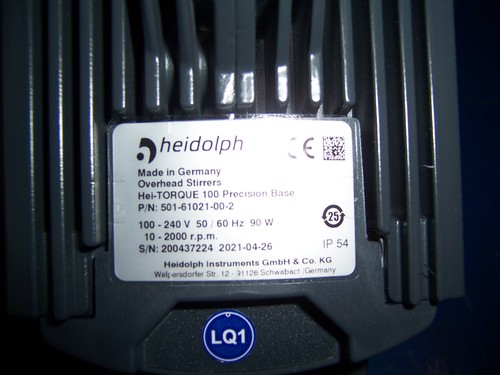 heidolph
CE
Made in Germany
Overhead Stirrers
Hei-TORQUE 100 Precision Base
P/N: 501-61021-00-2
100 - 240 V 50 / 60 Hz 90 W
10 - 2000 r.p.m.
S/N: 200437224 2021-04-26
25
IP 54
Heidolph Instruments GmbH & Co. KG
Walpersdorfer Str. 12 - 91126 Schwabach /Germany
LQ1